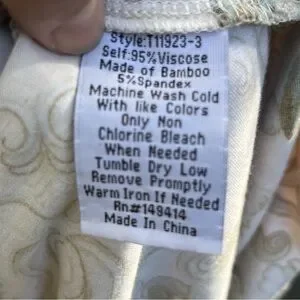 Style:T11923-3
Self:95%Viscose
Made of Bamboo
5%Spandex
Machine Wash Cold
With like Colors
Only Non
Chlorine Bleach
When Needed
Tumble Dry Low
Remove Promptly
Warm Iron If Needed
Rn#149414
Made In China